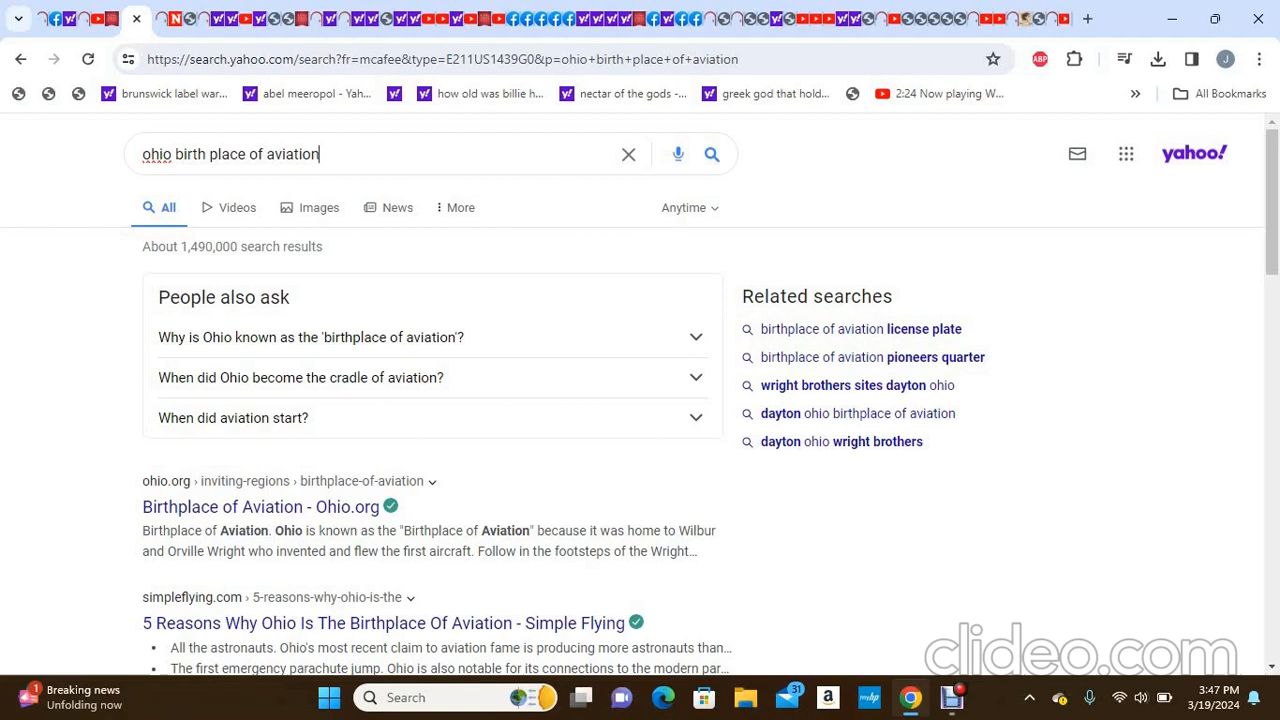 https://search.yahoo.com/search?fr=mcafee&type=E211US1439G0&p=ohio+birth+place+of+aviation
ABP
J
brunswick label war...
abel meeropol - Yah...
how old was billie h...
nectar of the gods -...
greek god that hold...
2:24 Now playing W...
»
All Bookmarks
ohio birth place of aviation
yahoo!
All
Videos
Images
News
More
Anytime
About 1,490,000 search results
People also ask
Why is Ohio known as the 'birthplace of aviation'?
When did Ohio become the cradle of aviation?
When did aviation start?
Related searches
birthplace of aviation license plate
birthplace of aviation pioneers quarter
wright brothers sites dayton ohio
dayton ohio birthplace of aviation
dayton ohio wright brothers
ohio.org › inviting-regions › birthplace-of-aviation
Birthplace of Aviation - Ohio.org
Birthplace of Aviation. Ohio is known as the "Birthplace of Aviation" because it was home to Wilbur
and Orville Wright who invented and flew the first aircraft. Follow in the footsteps of the Wright...
simpleflying.com › 5-reasons-why-ohio-is-the
5 Reasons Why Ohio Is The Birthplace Of Aviation - Simple Flying
• All the astronauts. Ohio's most recent claim to aviation fame is producing more astronauts than...
• The first emergency parachute jump. Ohio is also notable for its connections to the modern par...
clideo.com
1
Breaking news
Unfolding now
Search
31
3:47 PM
3/19/2024